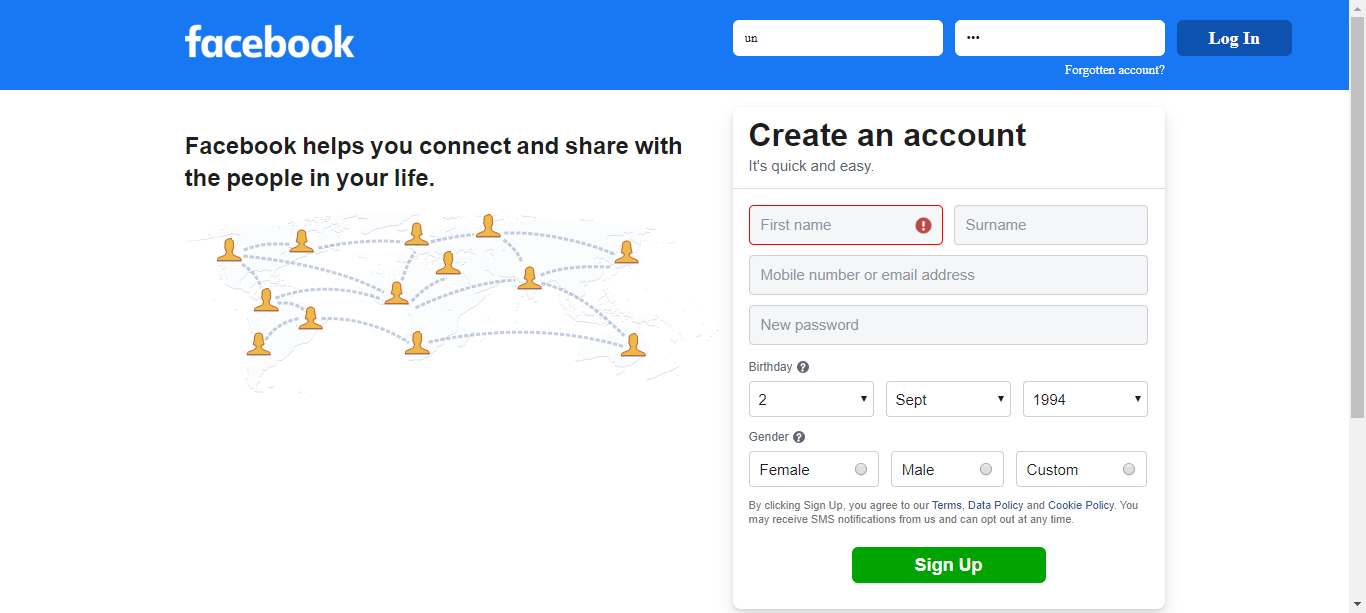 facebook
un
•••
Log In
Forgotten account?
Facebook helps you connect and share with
the people in your life.
Create an account
It's quick and easy.
First name
Surname
Mobile number or email address
New password
Birthday
2
Sept
1994
Gender
Female
Male
Custom
By clicking Sign Up, you agree to our Terms, Data Policy and Cookie Policy. You
may receive SMS notifications from us and can opt out at any time.
Sign Up